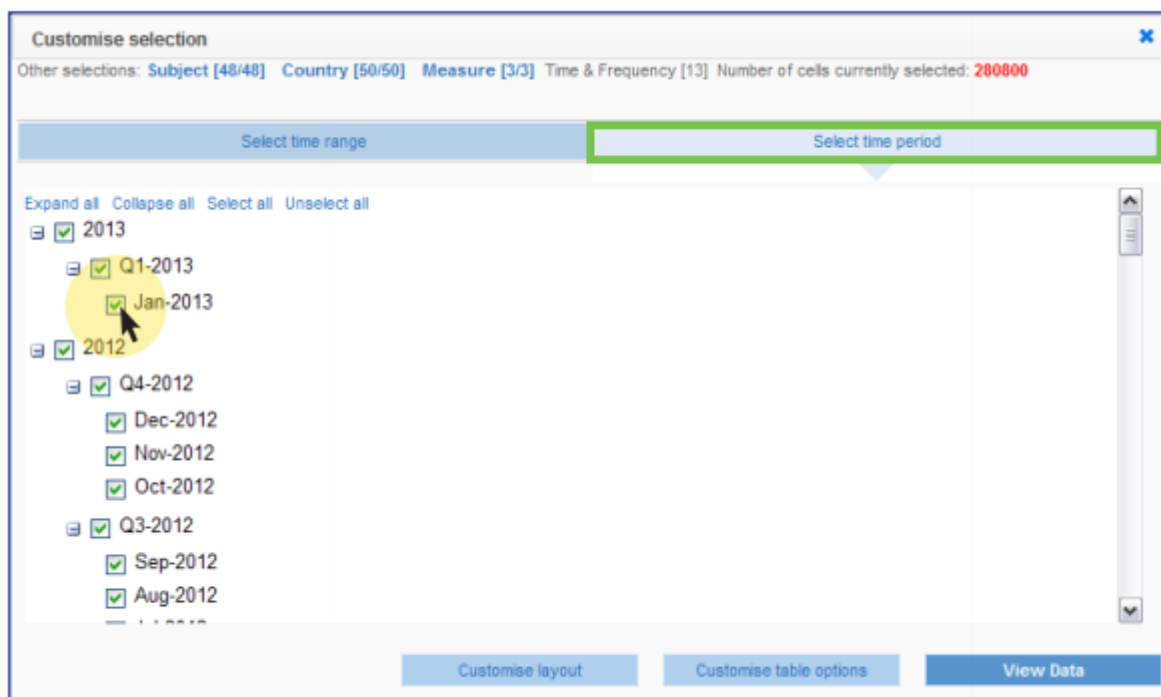 Customise selection
Other selections: Subject [48/48] Country [50/50] Measure [3/3] Time & Frequency [13] Number of cells currently selected: 280800
Select time range
Select time period
Expand all Collapse all Select all Unselect all
2013
Q1-2013
Jan-2013
2012
Q4-2012
Dec-2012
Nov-2012
Oct-2012
Q3-2012
Sep-2012
Aug-2012
Customise layout
Customise table options
View Data